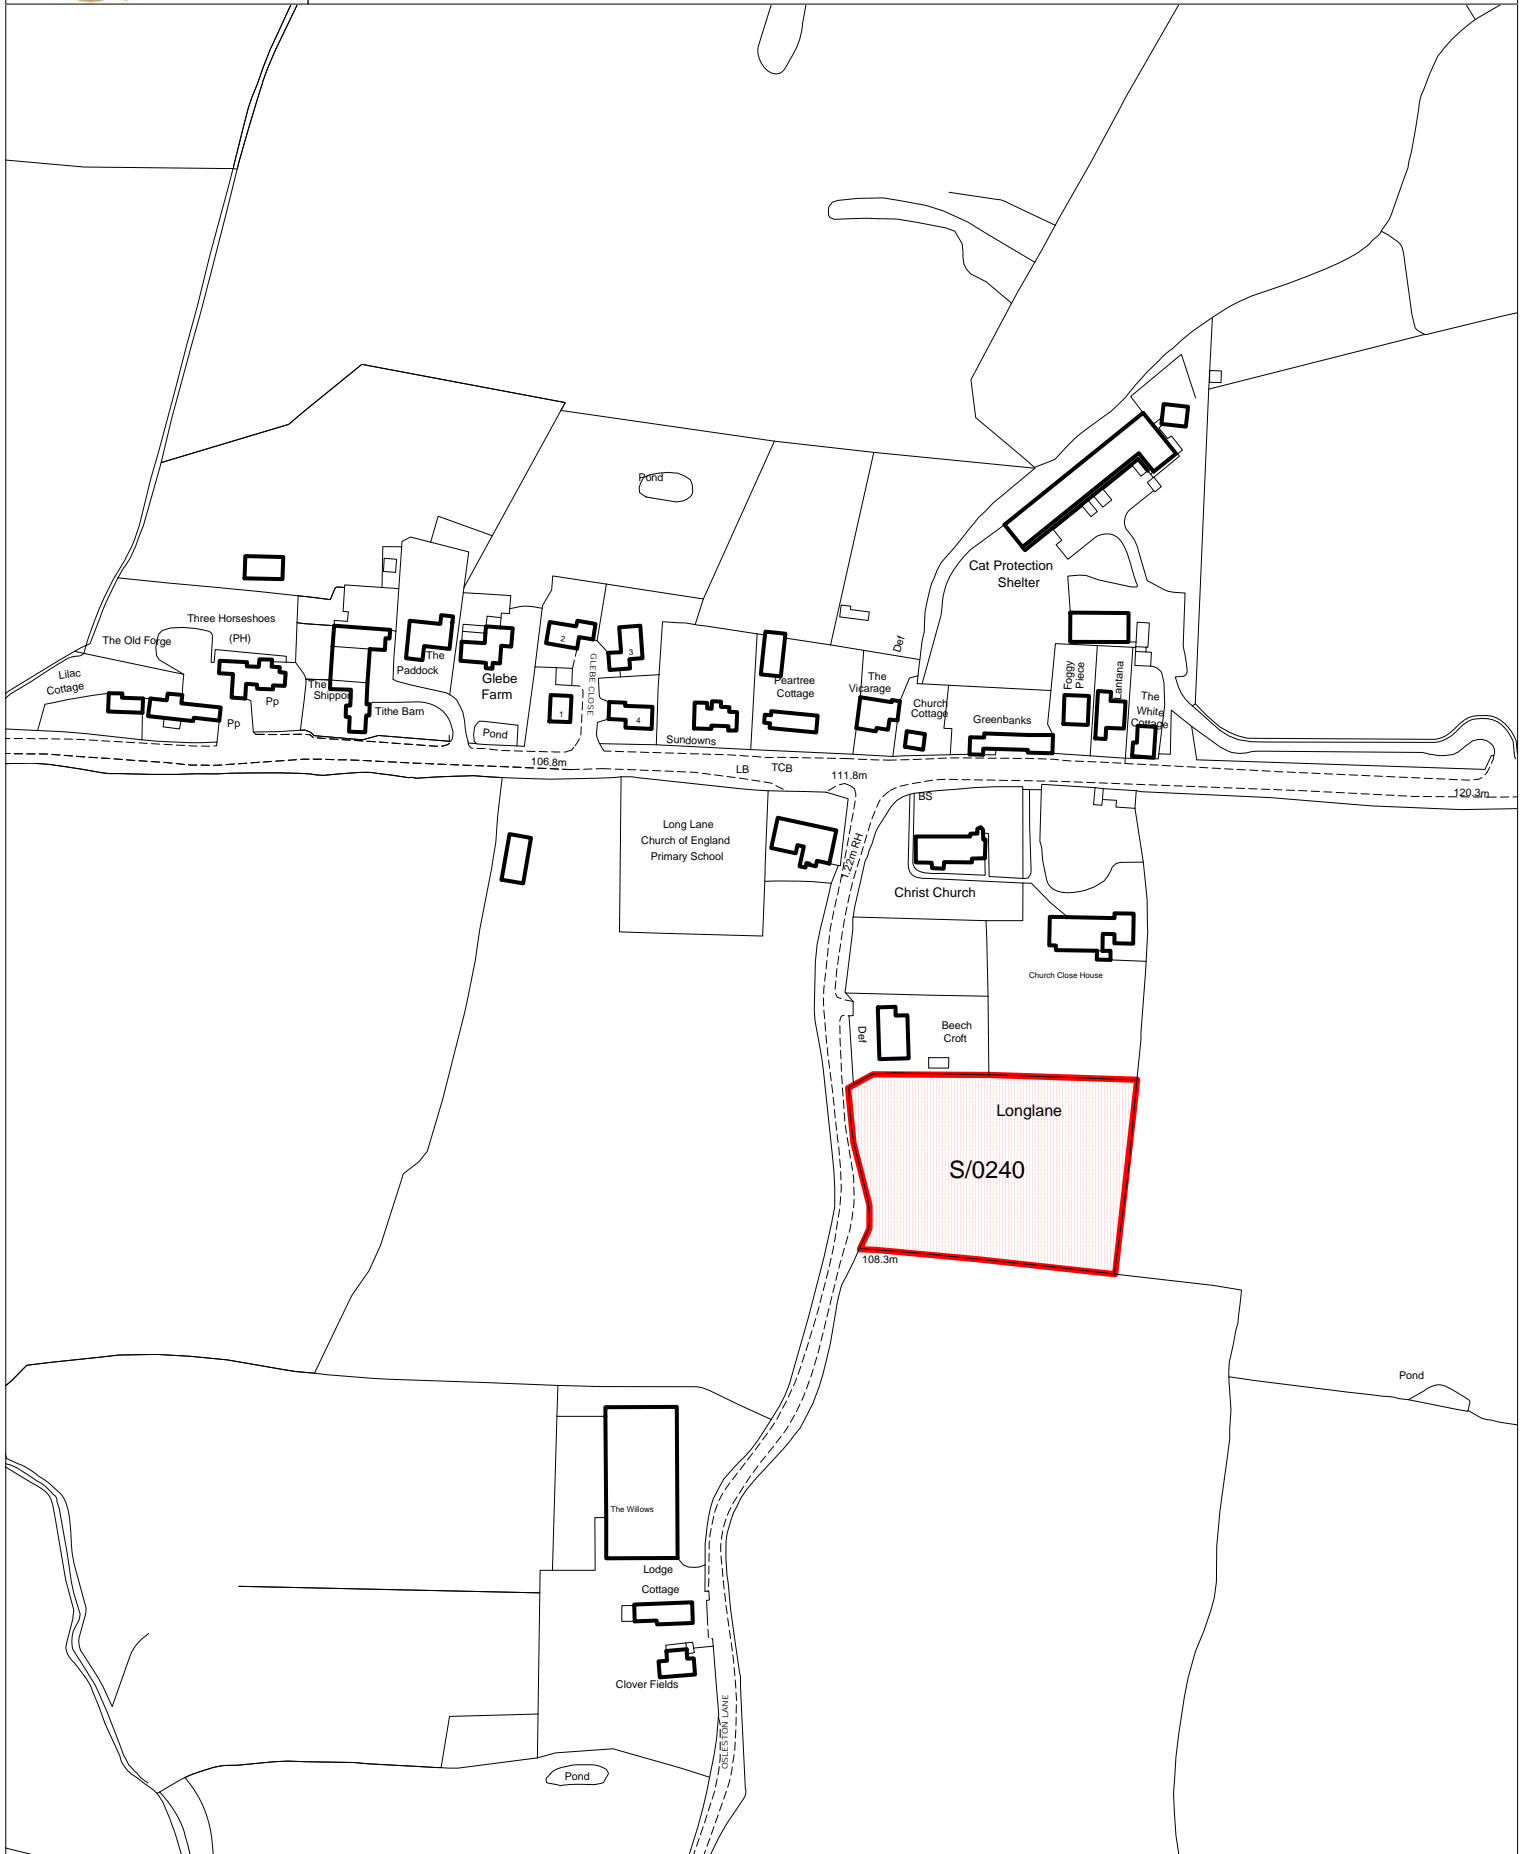 Pond
Cat Protection
Shelter
Three Horseshoes
(PH)
The Old Forge
Lilac
Cottage
Pp
Pp
The
Shippon
Tithe Barn
The
Paddock
Glebe
Farm
Pond
2
3
1
4
GLEBE CLOSE
Sundowns
Peartree
Cottage
The
Vicarage
Def
Church
Cottage
Greenbanks
Foggy
Piece
Lantana
The
White
Cottage
106.8m
LB
TCB
111.8m
120.3m
BS
Long Lane
Church of England
Primary School
1.22m RH
Christ Church
Church Close House
Def
Beech
Croft
Longlane
S/0240
108.3m
Pond
The Willows
Lodge
Cottage
Clover Fields
OSLESTON LANE
Pond